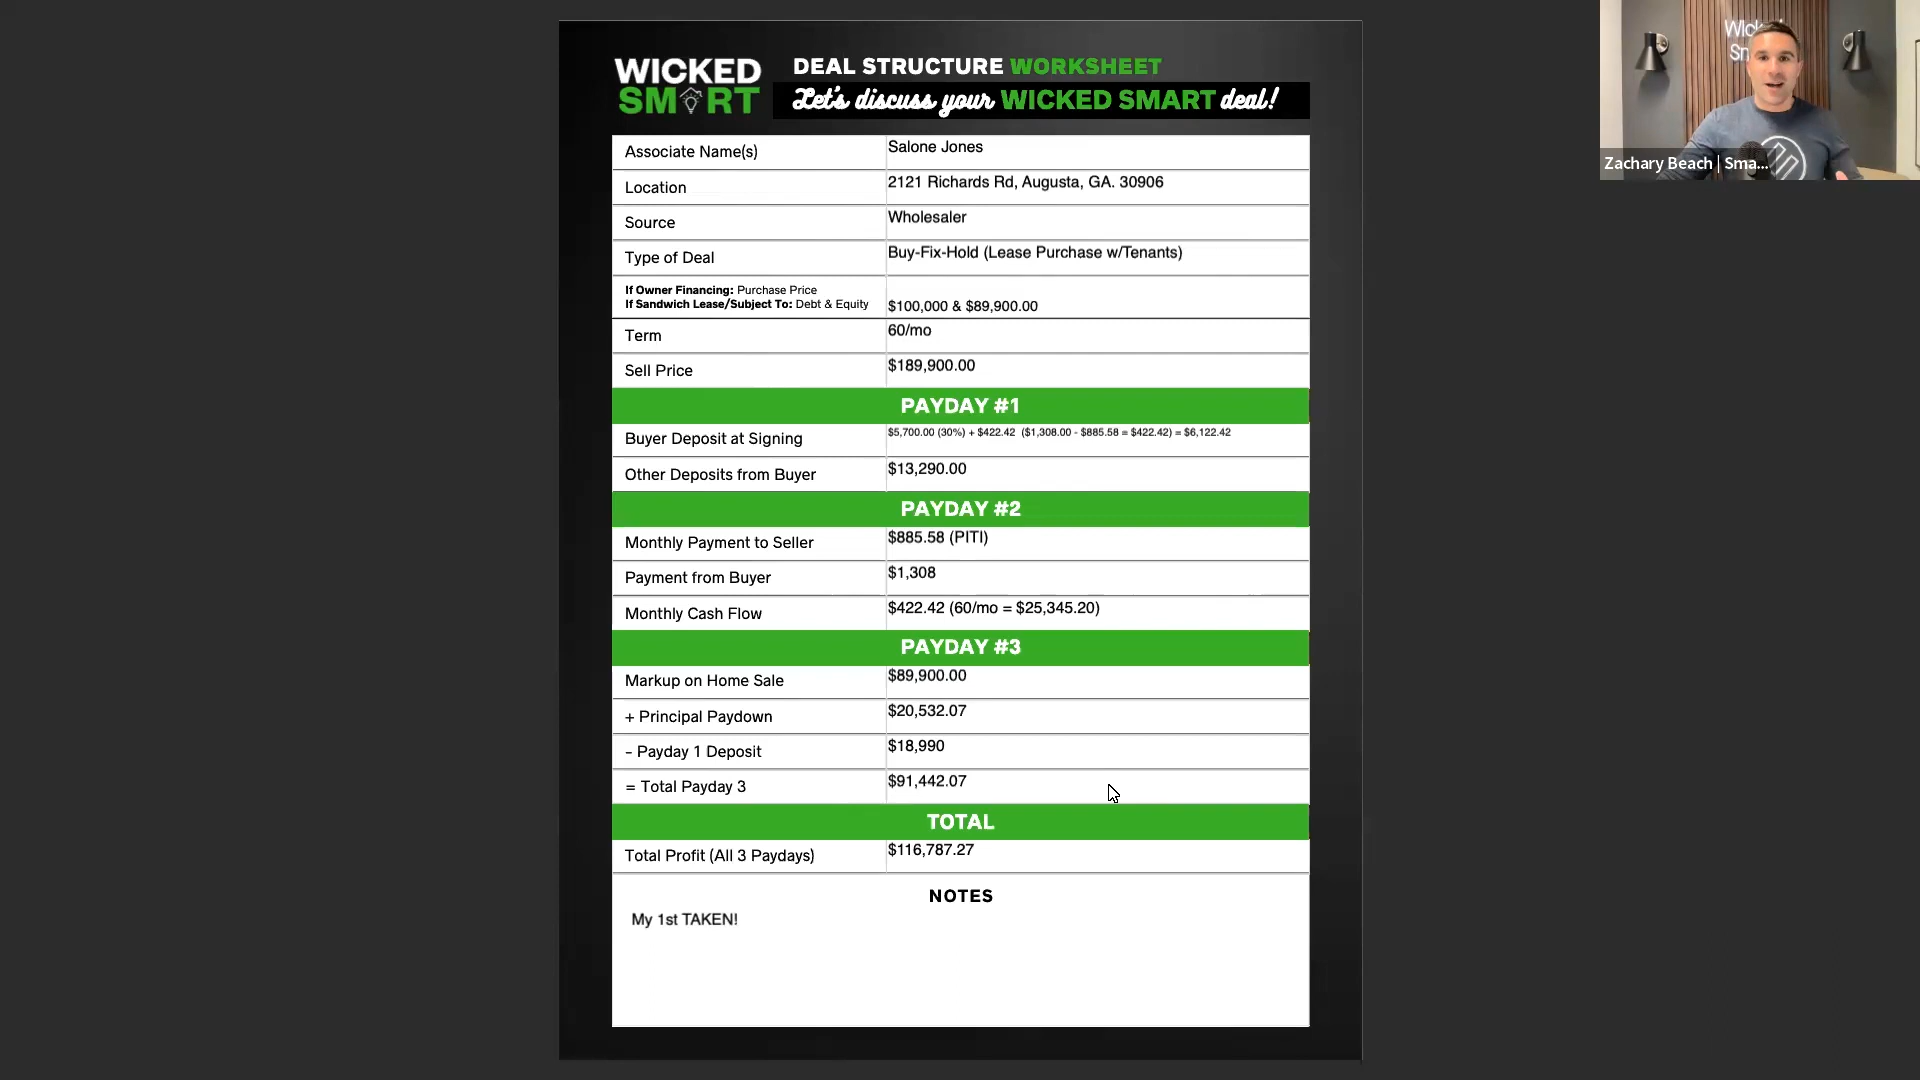 WICKED
SMART
DEAL STRUCTURE WORKSHEET
Let's discuss your WICKED SMART deal!
Associate Name(s) Salone Jones
Location 2121 Richards Rd, Augusta, GA. 30906
Source Wholesaler
Type of Deal Buy-Fix-Hold (Lease Purchase w/Tenants)
If Owner Financing: Purchase Price
If Sandwich Lease/Subject To: Debt & Equity $100,000 & $89,900.00
Term 60/mo
Sell Price $189,900.00
PAYDAY #1
Buyer Deposit at Signing $5,700.00 (30%) + $422.42 ($1,308.00 - $885.58 = $422.42) = $6,122.42
Other Deposits from Buyer $13,290.00
PAYDAY #2
Monthly Payment to Seller $885.58 (PITI)
Payment from Buyer $1,308
Monthly Cash Flow $422.42 (60/mo = $25,345.20)
PAYDAY #3
Markup on Home Sale $89,900.00
+ Principal Paydown $20,532.07
- Payday 1 Deposit $18,990
= Total Payday 3 $91,442.07
TOTAL
Total Profit (All 3 Paydays) $116,787.27
NOTES
My 1st TAKEN!
Zachary Beach | Sma...